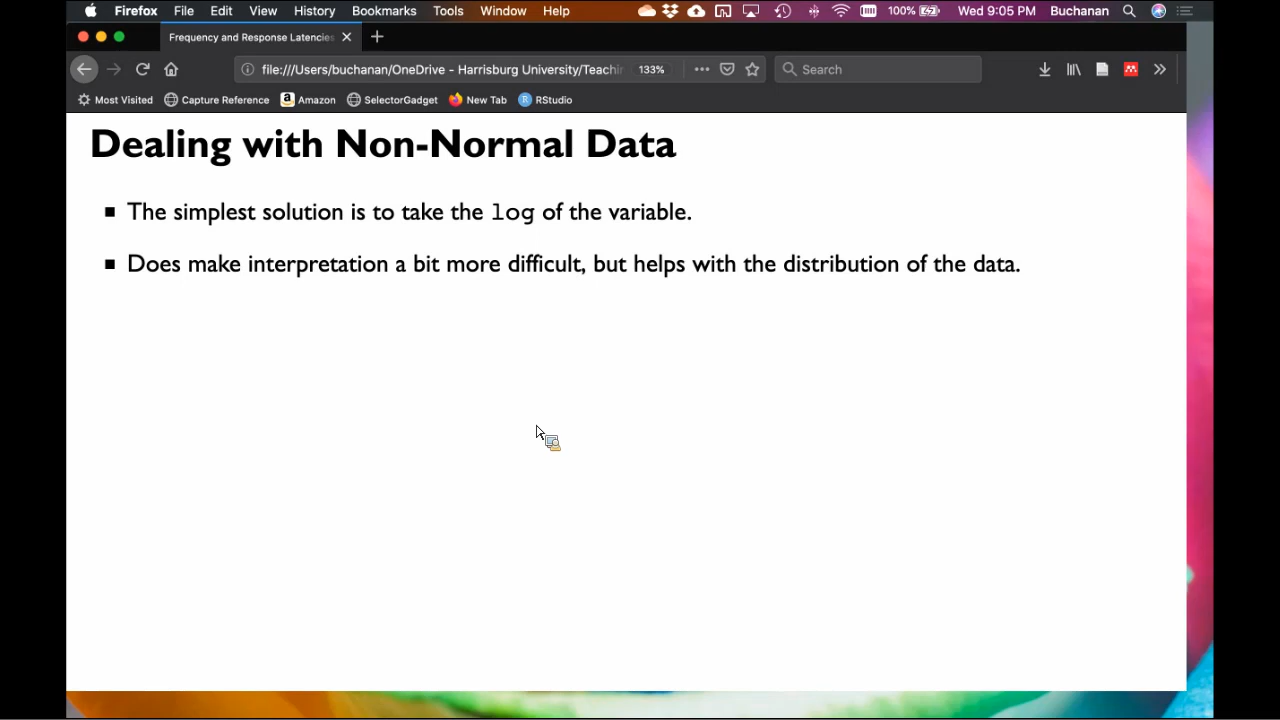 Firefox File Edit View History Bookmarks Tools Window Help 100% Wed 9:05 PM Buchanan
Frequency and Response Latencies
file:///Users/buchanan/OneDrive - Harrisburg University/Teachin 133% Search
Most Visited Capture Reference Amazon SelectorGadget New Tab RStudio
Dealing with Non-Normal Data
The simplest solution is to take the log of the variable.
Does make interpretation a bit more difficult, but helps with the distribution of the data.